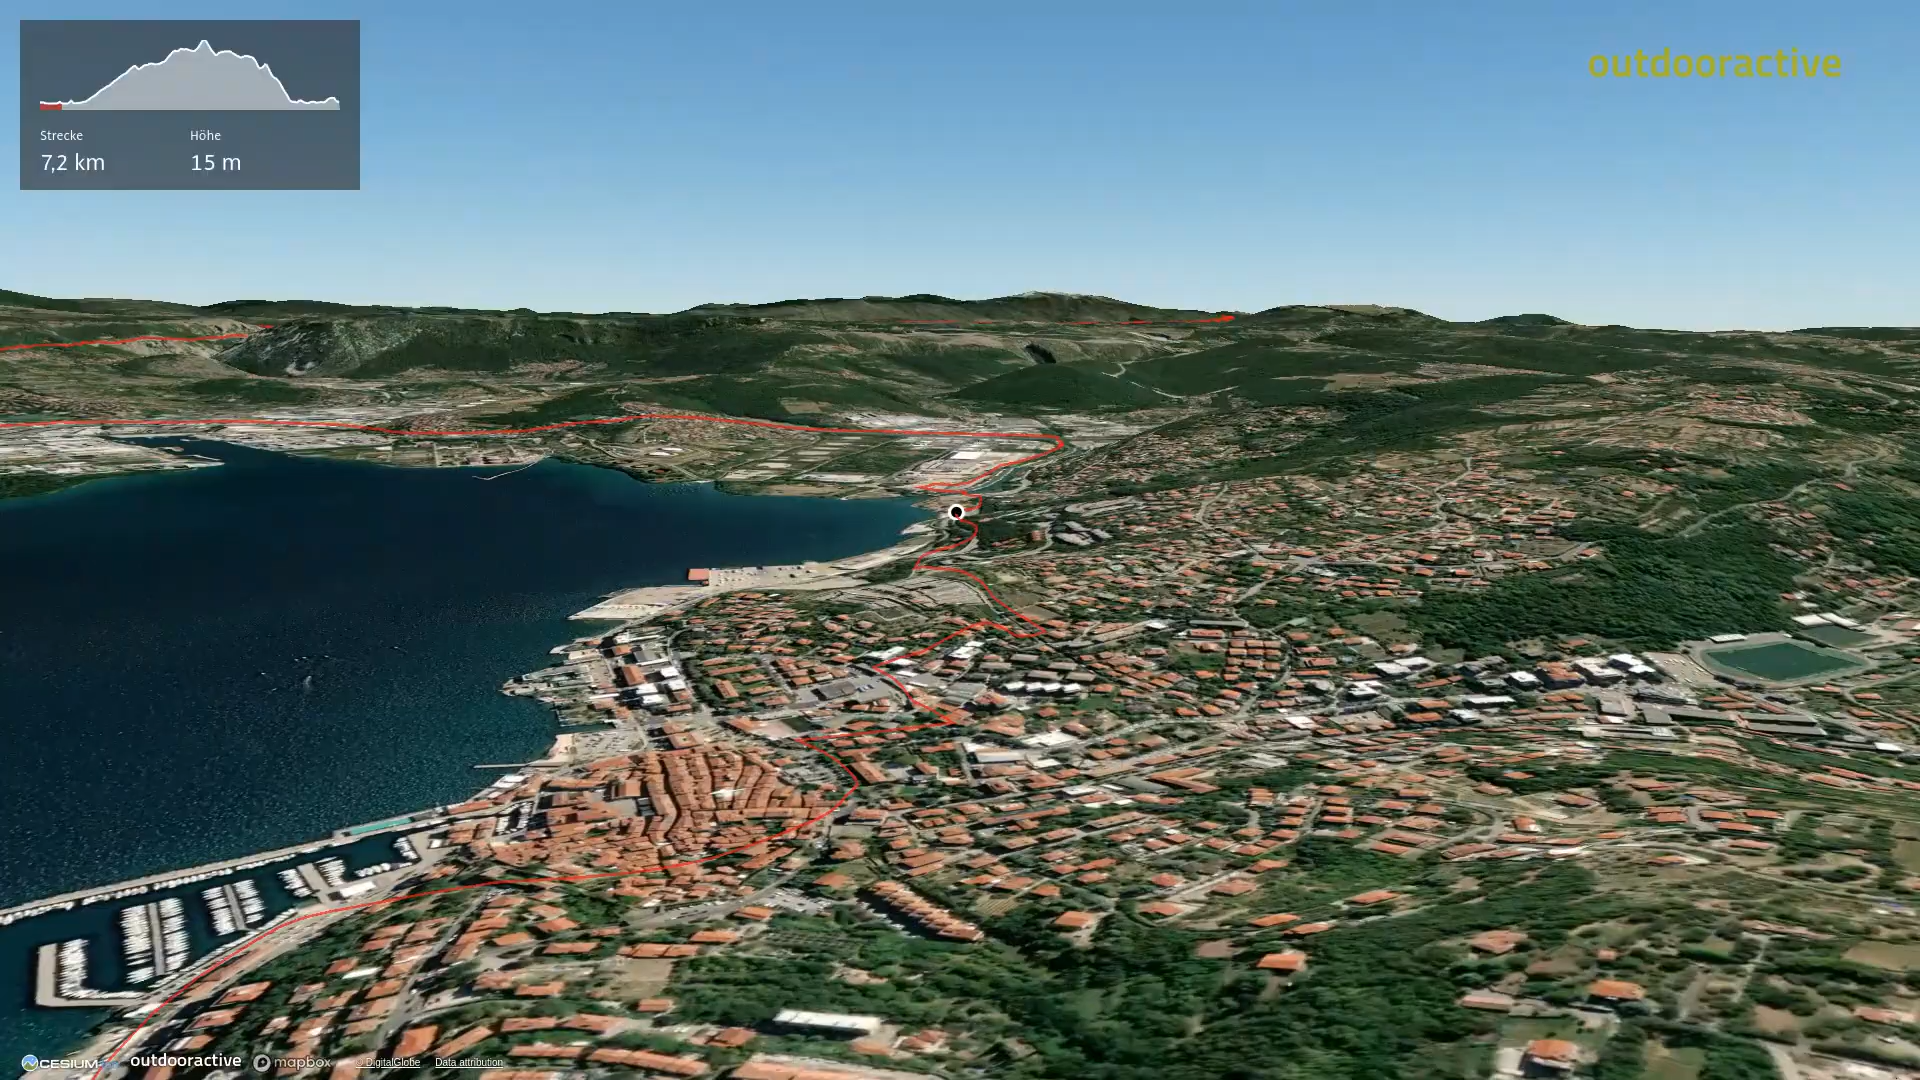 outdooractive
Strecke
Höhe
7,2 km
15 m
CESIUM
outdooractive
mapbox
© DigitalGlobe
Data attribution